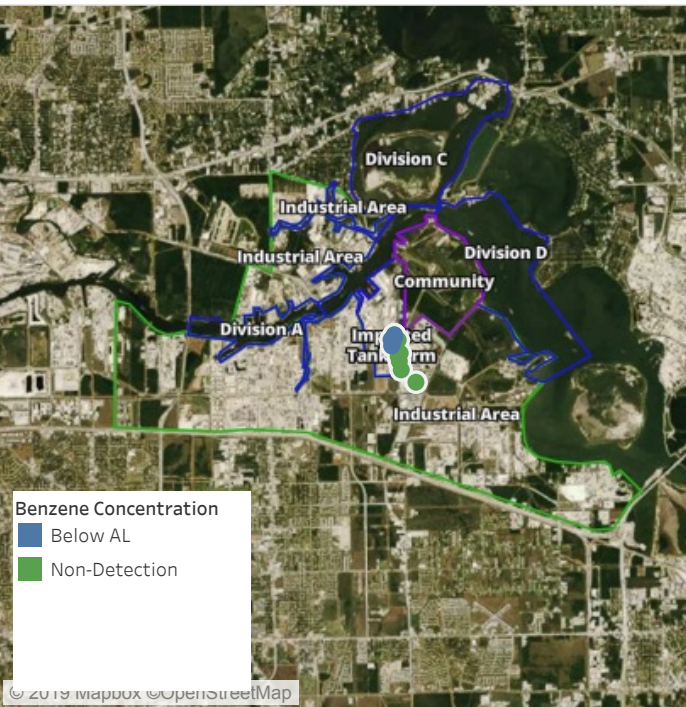 Division C
Industrial Area
Industrial Area
Division D
Community
Division A
Tank
Industrial Area
Benzene Concentration
Below AL
Non-Detection
© 2019 Mapbox ©OpenStreetMap